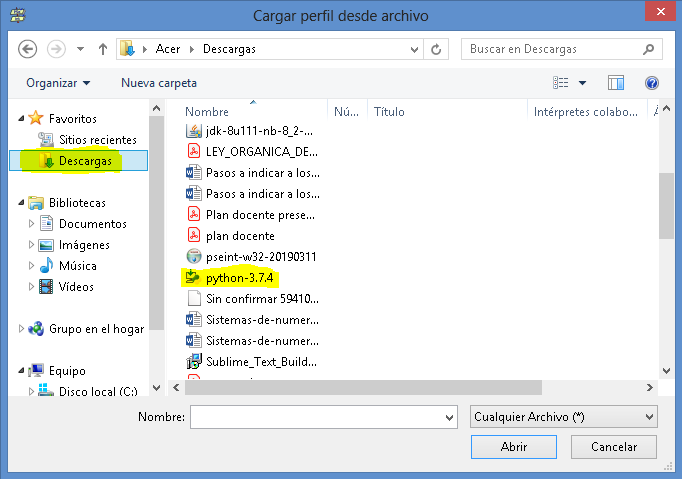 Cargar perfil desde archivo
Acer Descargas
Buscar en Descargas
Organizar
Nueva carpeta
Favoritos
Sitios recientes
Descargas
Bibliotecas
Documentos
Imágenes
Música
Vídeos
Grupo en el hogar
Equipo
Disco local (C:)
Nombre Nú... Título Intérpretes colabo...
jdk-8u111-nb-8_2-...
LEY_ORGANICA_DE...
Pasos a indicar a los...
Pasos a indicar a los...
Plan docente prese...
plan docente
pseint-w32-20190311
python-3.7.4
Sin confirmar 59410...
Sistemas-de-numer...
Sistemas-de-numer...
Sublime_Text_Build...
Nombre:
Cualquier Archivo (*)
Abrir
Cancelar